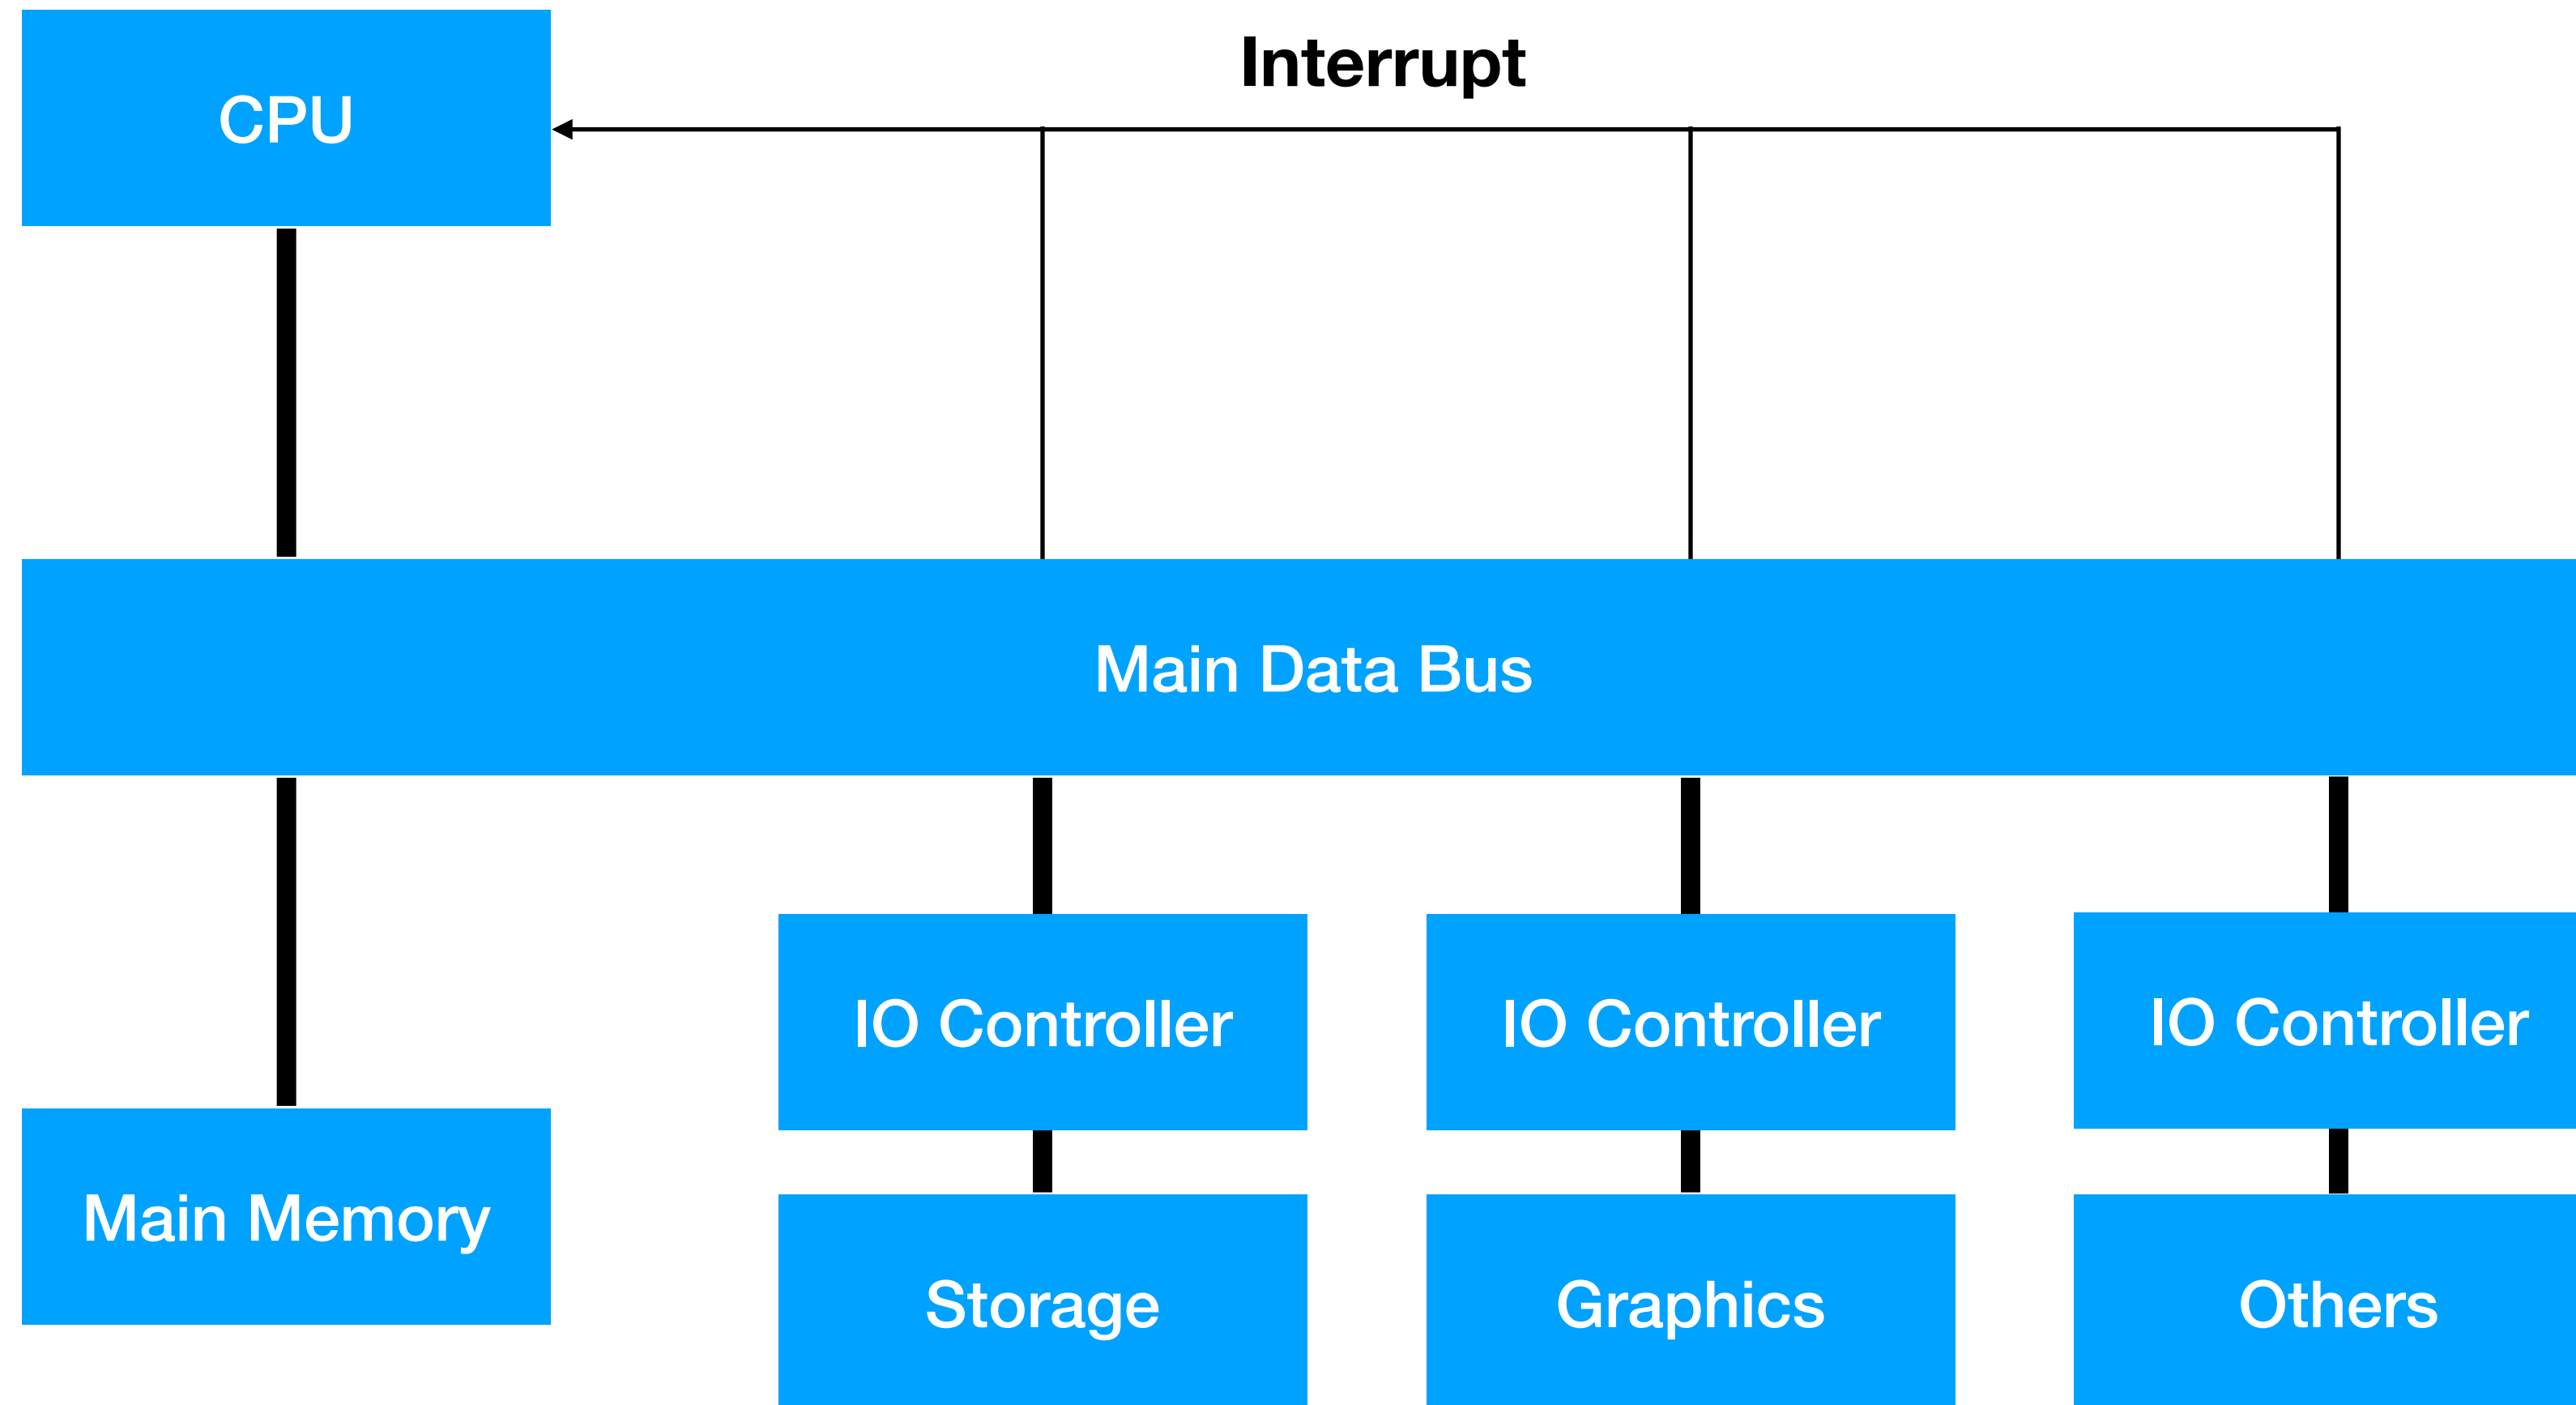 Interrupt
CPU
Main Data Bus
IO Controller
IO Controller
IO Controller
Main Memory
Storage
Graphics
Others